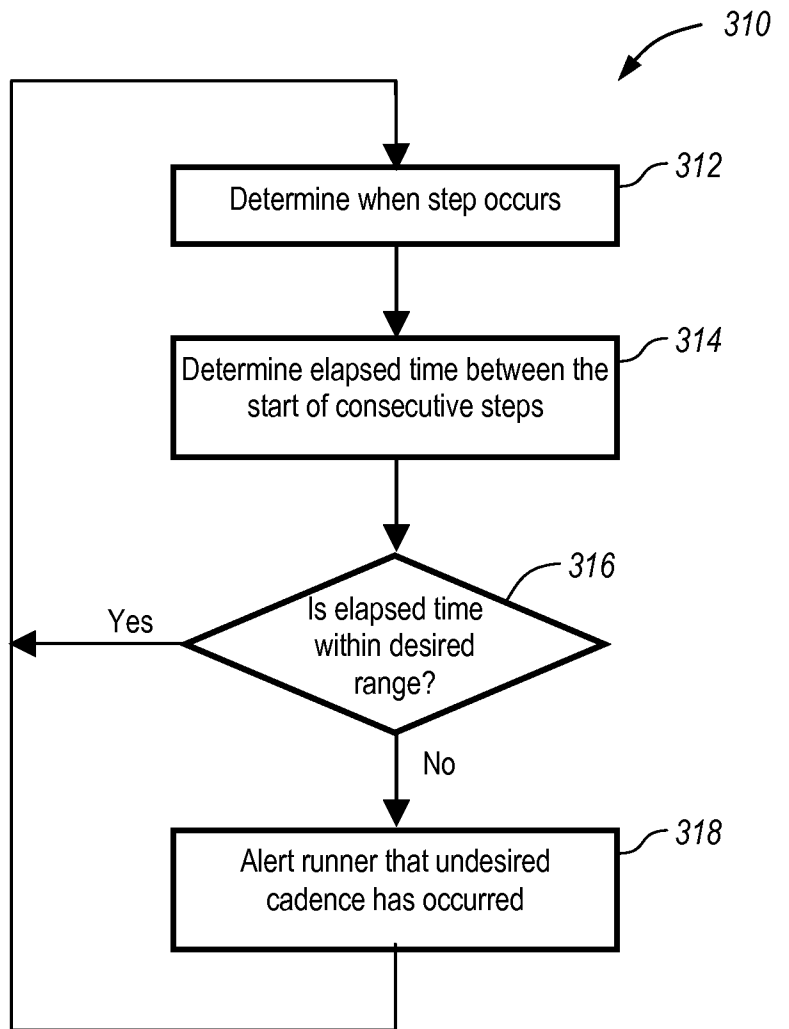 310
312
Determine when step occurs
314
Determine elapsed time between the
start of consecutive steps
316
Is elapsed time
within desired
range?
Yes
No
318
Alert runner that undesired
cadence has occurred